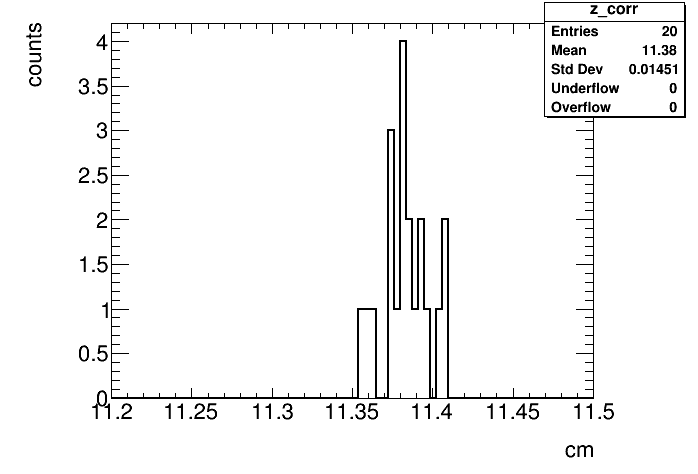 z_corr
Entries 20
Mean 11.38
Std Dev 0.01451
Underflow 0
Overflow 0
counts
4
3.5
3
2.5
2
1.5
1
0.5
0
11.2 11.25 11.3 11.35 11.4 11.45 11.5
cm